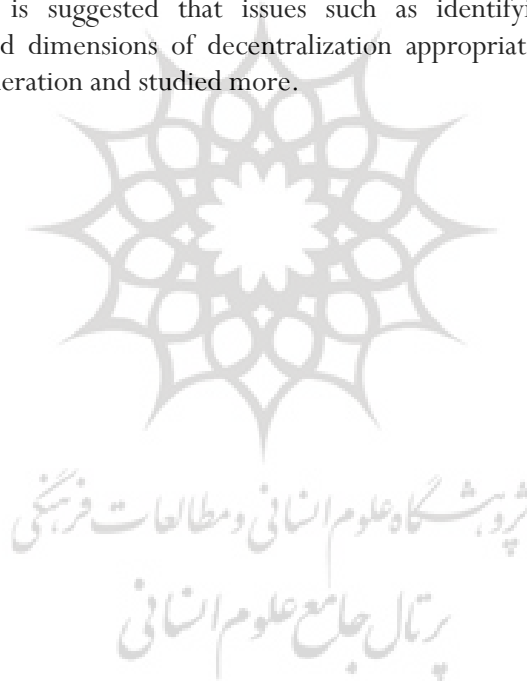 is suggested that issues such as identifyi
d dimensions of decentralization appropriat
eration and studied more.
پژوهشگاه علوم انسانی و مطالعات فرهنگی
پرتال جامع علوم انسانی